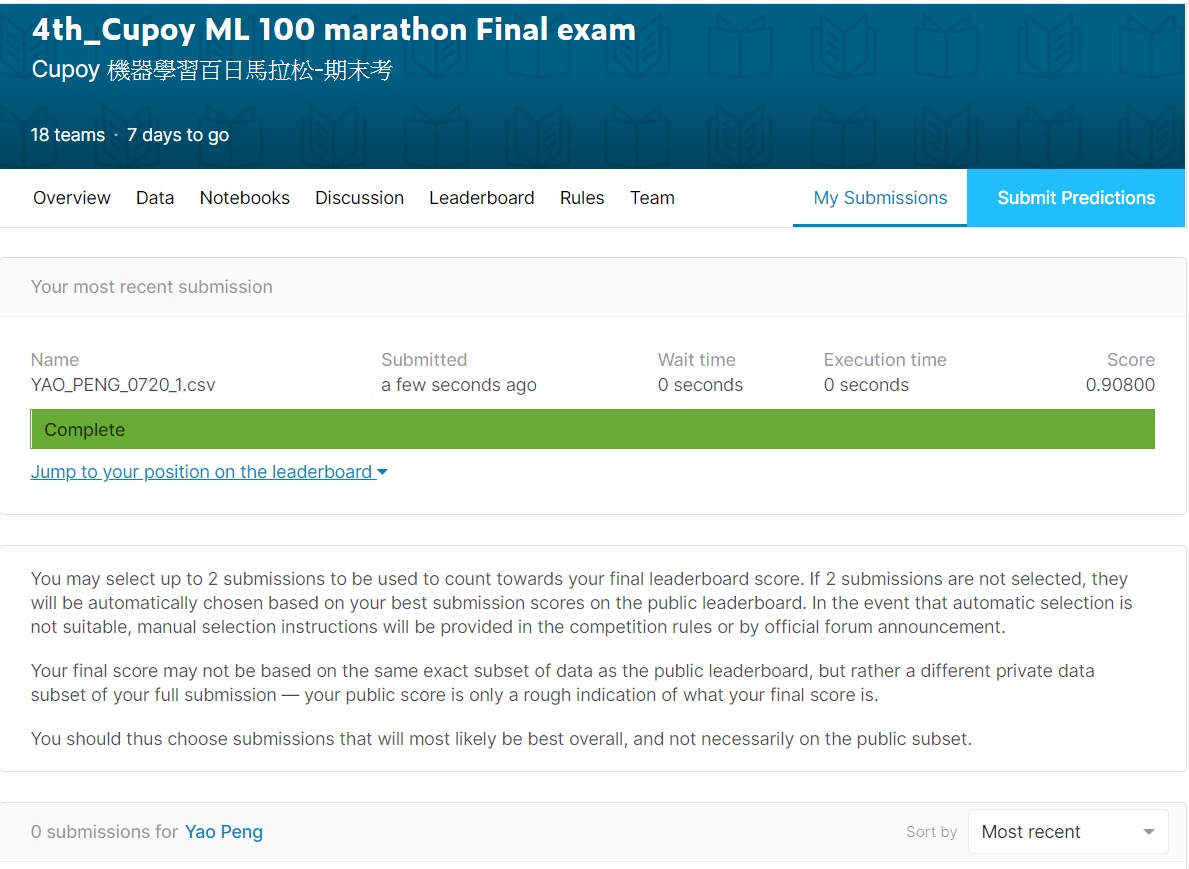 4th_Cupoy ML 100 marathon Final exam
Cupoy 機器學習百日馬拉松-期末考
18 teams · 7 days to go
Overview Data Notebooks Discussion Leaderboard Rules Team My Submissions Submit Predictions
Your most recent submission
Name Submitted Wait time Execution time Score
YAO_PENG_0720_1.csv a few seconds ago 0 seconds 0 seconds 0.90800
Complete
Jump to your position on the leaderboard
You may select up to 2 submissions to be used to count towards your final leaderboard score. If 2 submissions are not selected, they
will be automatically chosen based on your best submission scores on the public leaderboard. In the event that automatic selection is
not suitable, manual selection instructions will be provided in the competition rules or by official forum announcement.
Your final score may not be based on the same exact subset of data as the public leaderboard, but rather a different private data
subset of your full submission — your public score is only a rough indication of what your final score is.
You should thus choose submissions that will most likely be best overall, and not necessarily on the public subset.
0 submissions for Yao Peng Sort by Most recent